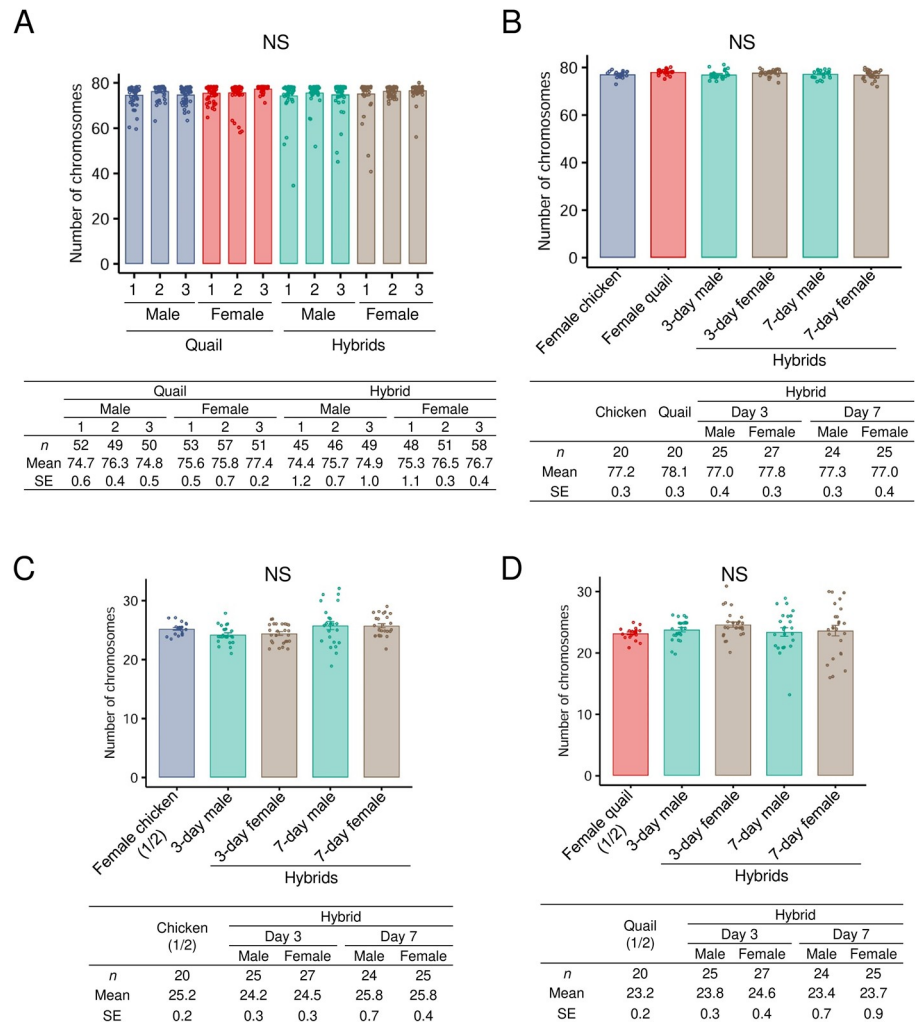 A
NS
Number of chromosomes
80
60
40
20
0
1 2 3 1 2 3 1 2 3 1 2 3
Male Female Male Female
Quail Hybrids
Quail Hybrid
Male Female Male Female
1 2 3 1 2 3 1 2 3 1 2 3
n 52 49 50 53 57 51 45 46 49 48 51 58
Mean 74.7 76.3 74.8 75.6 75.8 77.4 74.4 75.7 74.9 75.3 76.5 76.7
SE 0.6 0.4 0.5 0.5 0.7 0.2 1.2 0.7 1.0 1.1 0.3 0.4
B
NS
Number of chromosomes
80
60
40
20
0
Female chicken
Female quail
3-day male
3-day female
7-day male
7-day female
Hybrids
Hybrid
Chicken Quail Day 3 Day 7
Male Female Male Female
n 20 20 25 27 24 25
Mean 77.2 78.1 77.0 77.8 77.3 77.0
SE 0.3 0.3 0.4 0.3 0.3 0.4
C
NS
Number of chromosomes
30
20
10
0
Female chicken
(1/2)
3-day male
3-day female
7-day male
7-day female
Hybrids
Hybrid
Chicken
(1/2)
Day 3 Day 7
Male Female Male Female
n 20 25 27 24 25
Mean 25.2 24.2 24.5 25.8 25.8
SE 0.2 0.3 0.3 0.7 0.4
D
NS
Number of chromosomes
30
20
10
0
Female quail
(1/2)
3-day male
3-day female
7-day male
7-day female
Hybrids
Hybrid
Quail
(1/2)
Day 3 Day 7
Male Female Male Female
n 20 25 27 24 25
Mean 23.2 23.8 24.6 23.4 23.7
SE 0.2 0.3 0.4 0.7 0.9